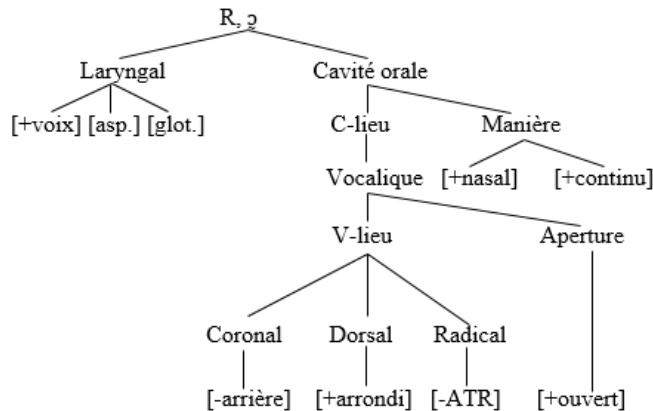 R, ɔ̨
Laryngal Cavité orale
[+voix] [asp.] [glot.] C-lieu Manière
Vocalique [+nasal] [+continu]
V-lieu Aperture
Coronal Dorsal Radical
[-arrière] [+arrondi] [-ATR] [+ouvert]